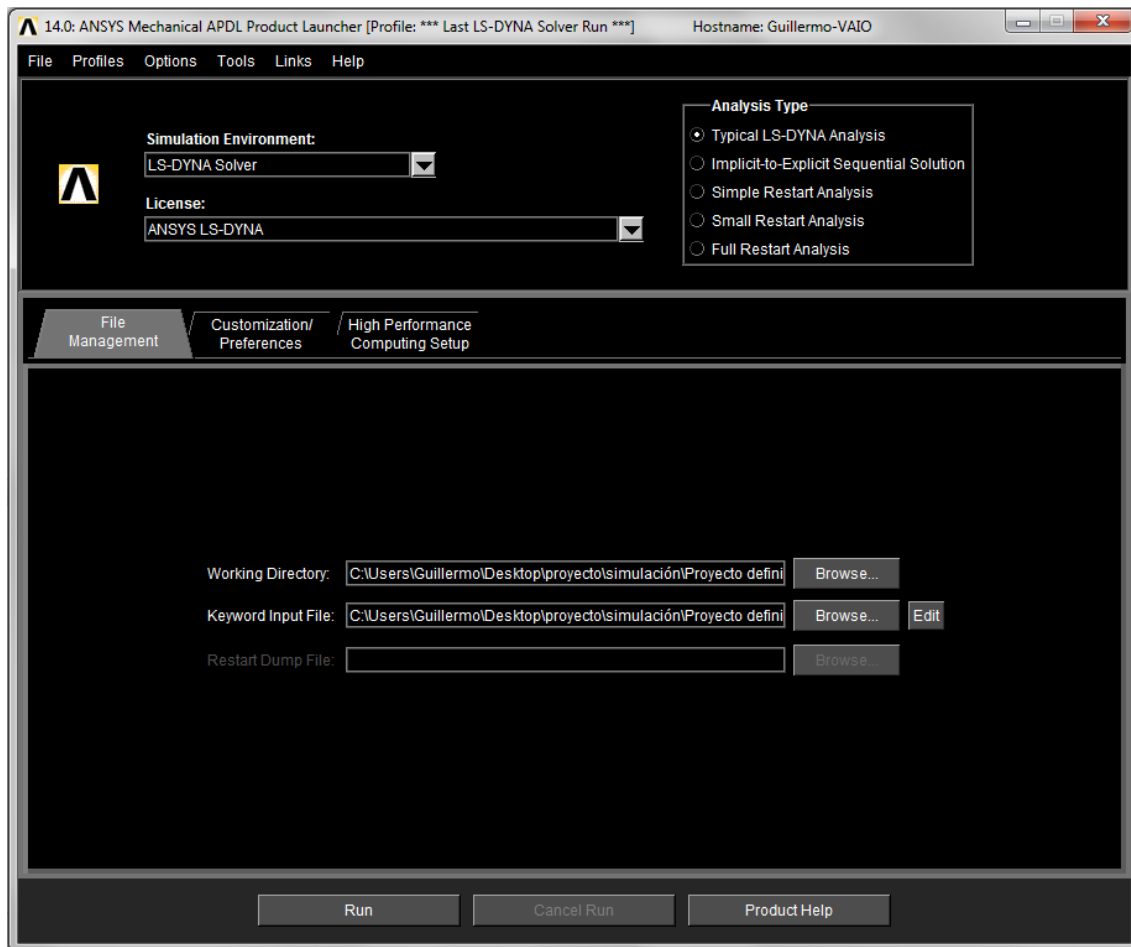 14.0: ANSYS Mechanical APDL Product Launcher [Profile: *** Last LS-DYNA Solver Run ***] Hostname: Guillermo-VAIO
File Profiles Options Tools Links Help
Simulation Environment:
LS-DYNA Solver
License:
ANSYS LS-DYNA
Analysis Type
Typical LS-DYNA Analysis
Implicit-to-Explicit Sequential Solution
Simple Restart Analysis
Small Restart Analysis
Full Restart Analysis
File
Management
Customization/
Preferences
High Performance
Computing Setup
Working Directory: C:\Users\Guillermo\Desktop\proyecto\simulación\Proyecto defini Browse...
Keyword Input File: C:\Users\Guillermo\Desktop\proyecto\simulación\Proyecto defini Browse... Edit
Restart Dump File: Browse...
Run Cancel Run Product Help